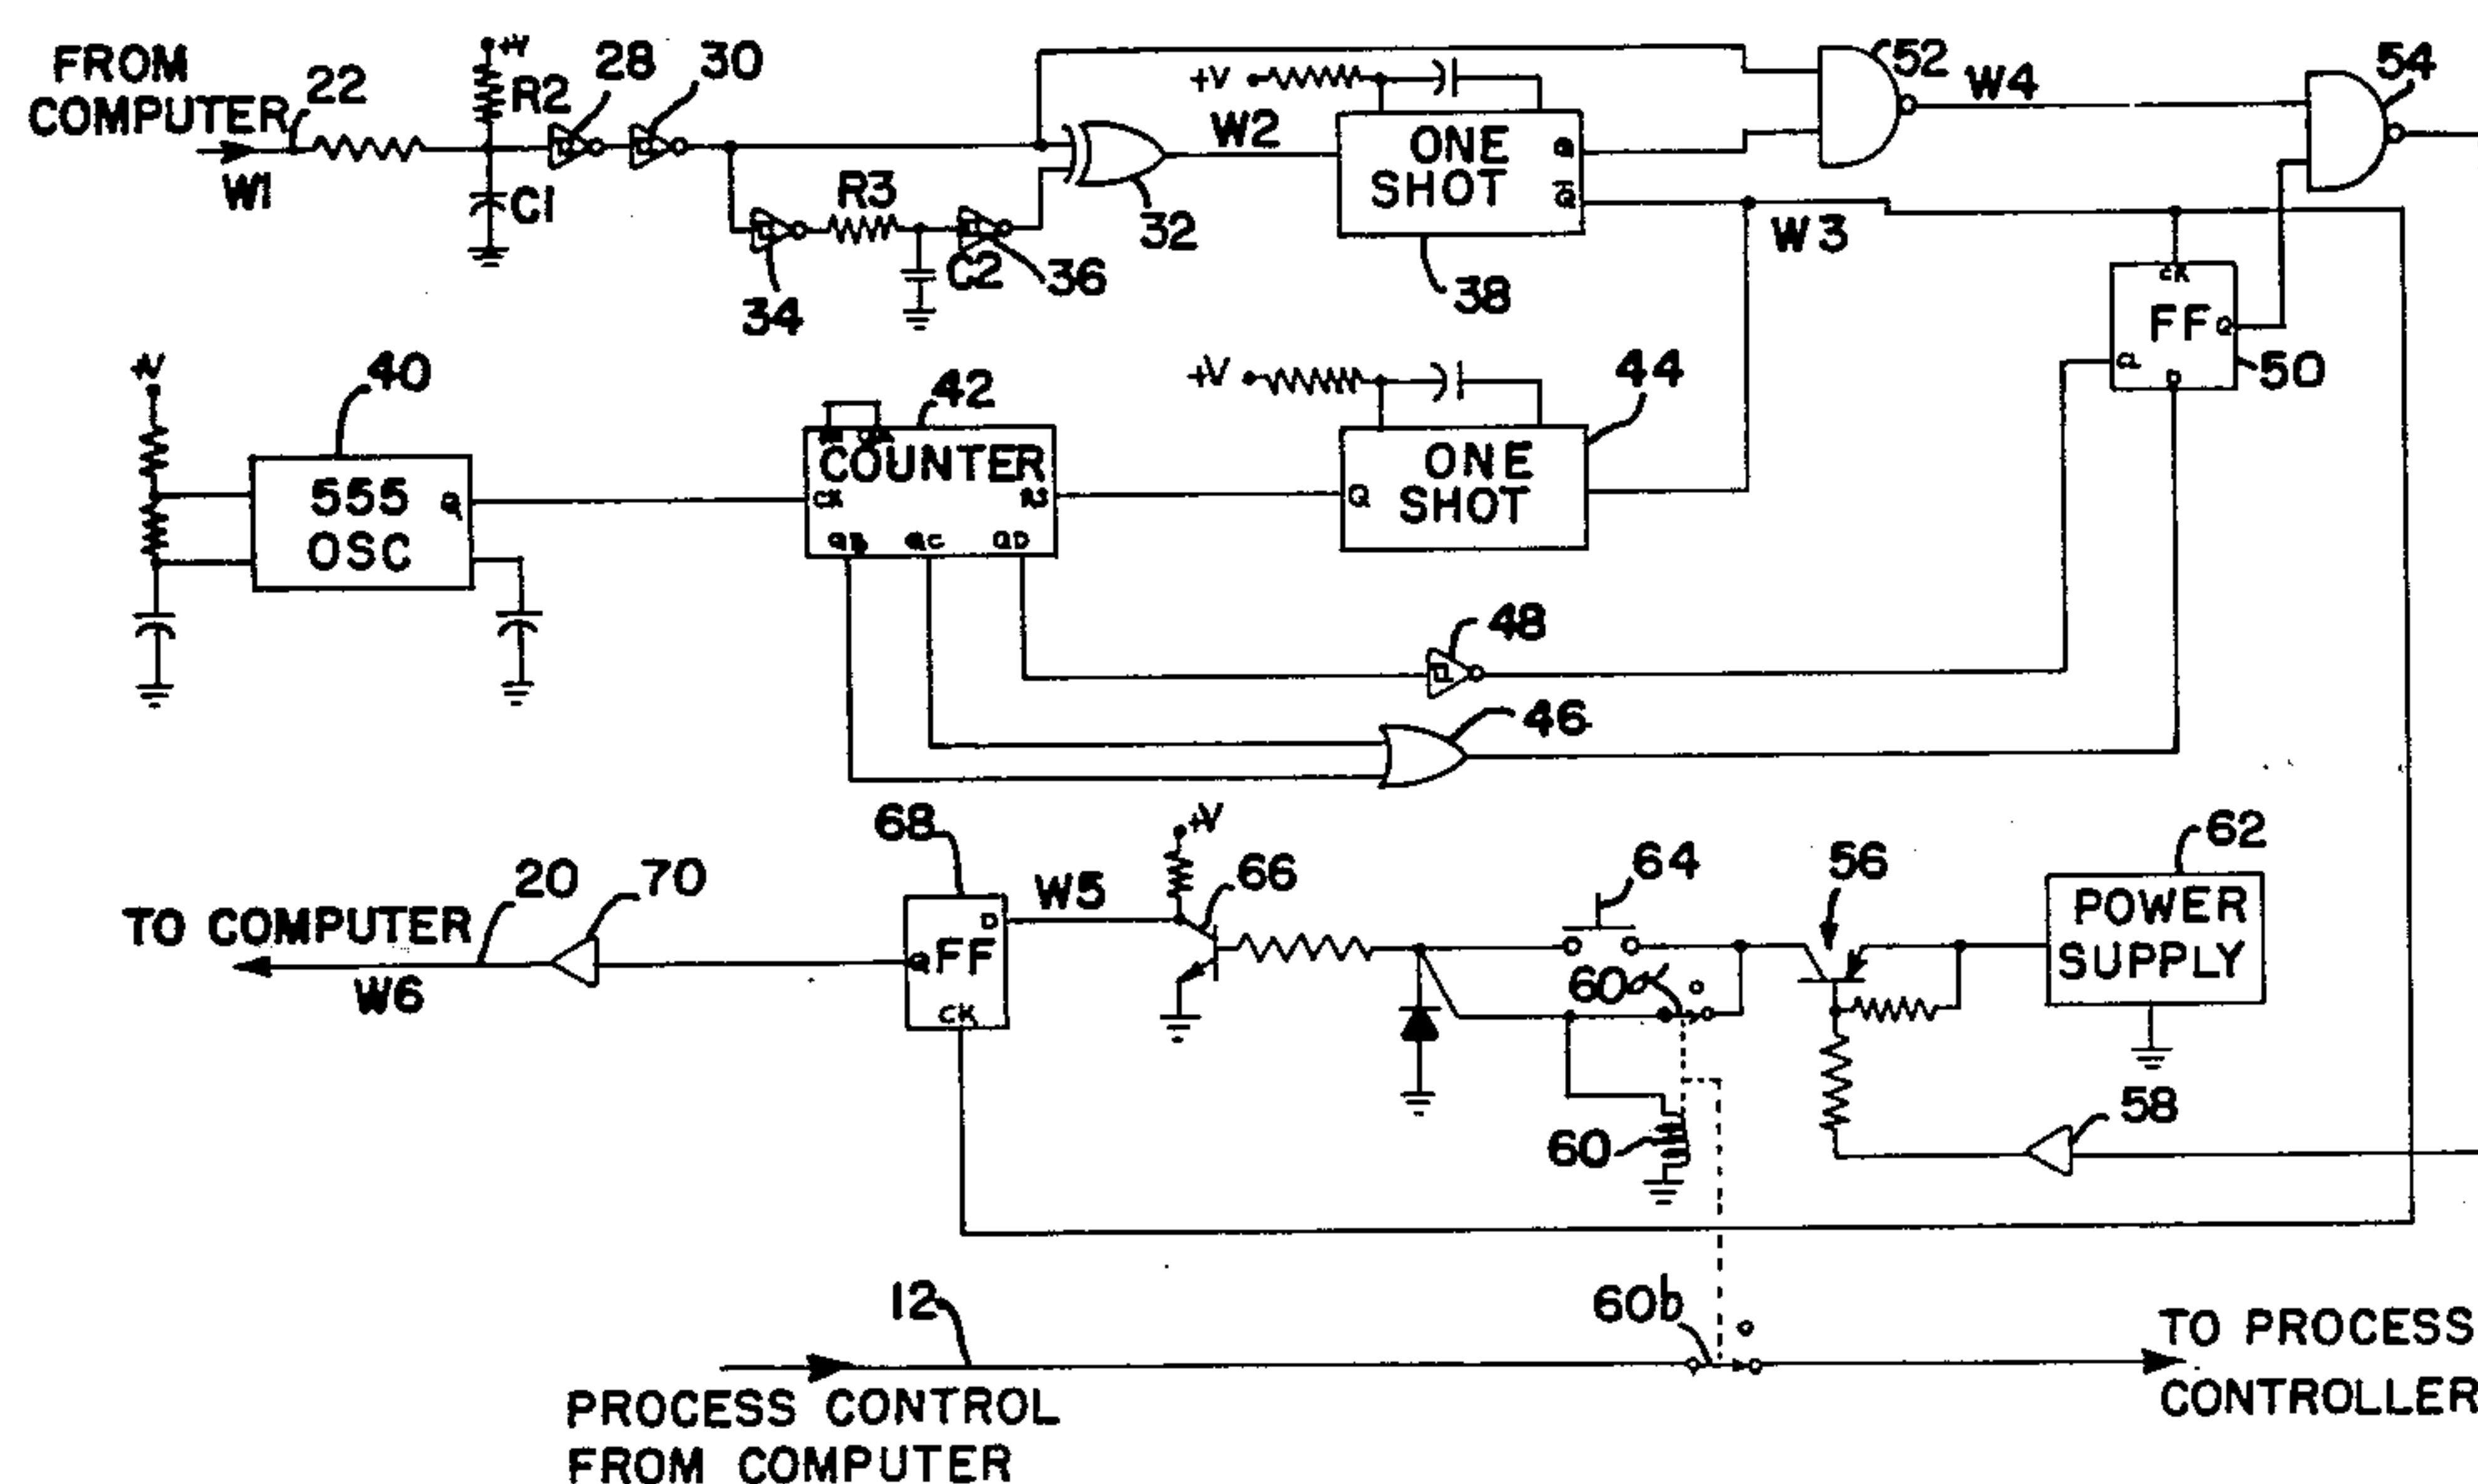 FROM
COMPUTER
22
W1
+V
R2
C1
28
30
34
R3
C2
36
32
W2
+V
ONE
SHOT
Q
Q̅
38
W3
52
W4
54
CK
FF Q
D
50
+V
40
555
OSC
Q
42
COUNTER
CK
RS
QB QC QD
+V
44
ONE
SHOT
Q
48
46
68
D
FF
Q
CK
W5
+V
66
64
56
62
POWER
SUPPLY
60a
60
58
TO COMPUTER
20
70
W6
12
60b
PROCESS CONTROL
FROM COMPUTER
TO PROCESS
CONTROLLER